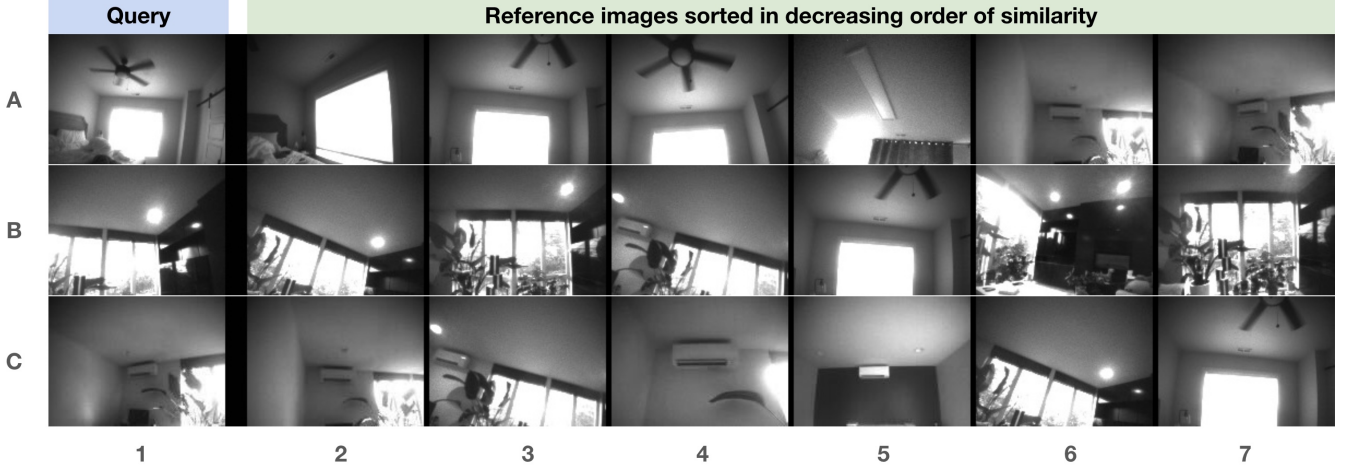 Query
Reference images sorted in decreasing order of similarity
A
B
C
1 2 3 4 5 6 7